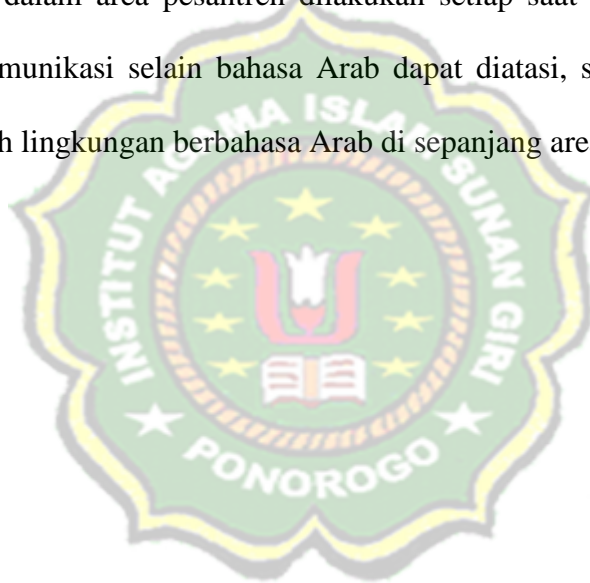 dalam area pesantren dilakukan setiap saat
munikasi selain bahasa Arab dapat diatasi, s
h lingkungan berbahasa Arab di sepanjang are
INSTITUT AGAMA ISLAM SUNAN GIRI
PONOROGO